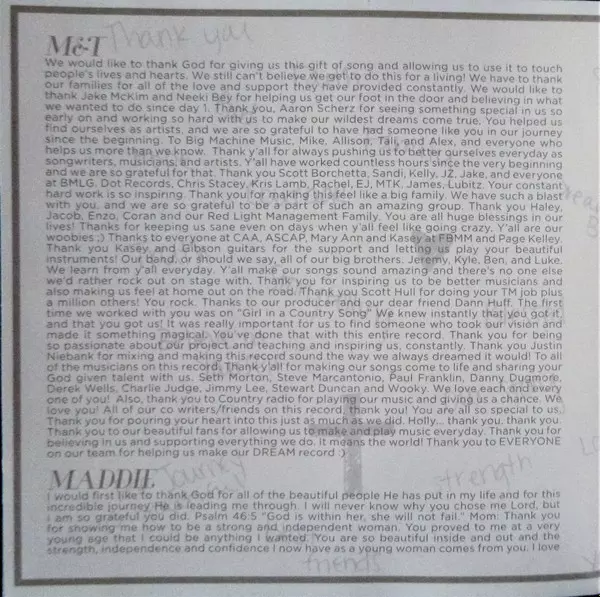 M&T
Thank you
We would like to thank God for giving us this gift of song and allowing us to use it to touch
people's lives and hearts. We still can't believe we get to do this for a living! We have to thank
our families for all of the love and support they have provided constantly. We would like to
thank Jake McKim and Neeki Bey for helping us get our foot in the door and believing in what
we wanted to do since day 1. Thank you, Aaron Scherz for seeing something special in us so
early on and working so hard with us to make our wildest dreams come true. You helped us
find ourselves as artists, and we are so grateful to have had someone like you in our journey
since the beginning. To Big Machine Music, Mike, Allison, Tali, and Alex, and everyone who
helps us more than we know. Thank y'all for always pushing us to better ourselves everyday as
songwriters, musicians, and artists. Y'all have worked countless hours since the very beginning
and we are so grateful for that. Thank you Scott Borchetta, Sandi, Kelly, JZ, Jake, and everyone
at BMLG. Dot Records, Chris Stacey, Kris Lamb, Rachel, EJ, MTK, James, Lubitz. Your constant
hard work is so inspiring. Thank you for making this feel like a big family. We have such a blast
with you, and we are so grateful to be a part of such an amazing group. Thank you Haley,
Jacob, Enzo, Coran and our Red Light Management Family. You are all huge blessings in our
lives! Thanks for keeping us sane even on days when y'all feel like going crazy. Y'all are our
woobies ;) Thanks to everyone at CAA, ASCAP, Mary Ann and Kasey at FBMM and Page Kelley.
Thank you Kasey and Gibson guitars for the support and letting us play your beautiful
instruments! Our band, or should we say, all of our big brothers. Jeremy, Kyle, Ben, and Luke.
We learn from y'all everyday. Y'all make our songs sound amazing and there's no one else
we'd rather rock out on stage with. Thank you for inspiring us to be better musicians and
also making us feel at home out on the road. Thank you Scott Hull for doing your TM job plus
a million others! You rock. Thanks to our producer and our dear friend Dann Huff. The first
time we worked with you was on "Girl in a Country Song" We knew instantly that you got it,
and that you got us! It was really important for us to find someone who took our vision and
made it something magical. You've done that with this entire record. Thank you for being
so passionate about our project and teaching and inspiring us, constantly. Thank you Justin
Niebank for mixing and making this record sound the way we always dreamed it would! To all
of the musicians on this record. Thank y'all for making our songs come to life and sharing your
God given talent with us. Seth Morton, Steve Marcantonio, Paul Franklin, Danny Dugmore,
Derek Wells, Charlie Judge, Jimmy Lee, Stewart Duncan and Wooky. We love each and every
one of you! Also, thank you to Country radio for playing our music and giving us a chance. We
love you! All of our co writers/friends on this record, thank you! You are all so special to us.
Thank you for pouring your heart into this just as much as we did. Holly... thank you, thank you.
Thank you to our beautiful fans for allowing us to make and play music everyday. Thank you for
believing in us and supporting everything we do. It means the world! Thank you to EVERYONE
on our team for helping us make our DREAM record :)
MADDIE
Journey
strength
I would first like to thank God for all of the beautiful people He has put in my life and for this
incredible journey He is leading me through. I will never know why you chose me Lord, but
i am so grateful you did. Psalm 46:5 "God is within her, she will not fail." Mom: Thank you
for showing me how to be a strong and independent woman. You proved to me at a very
young age that I could be anything I wanted. You are so beautiful inside and out and the
strength, independence and confidence I now have as a young woman comes from you. I love
friends